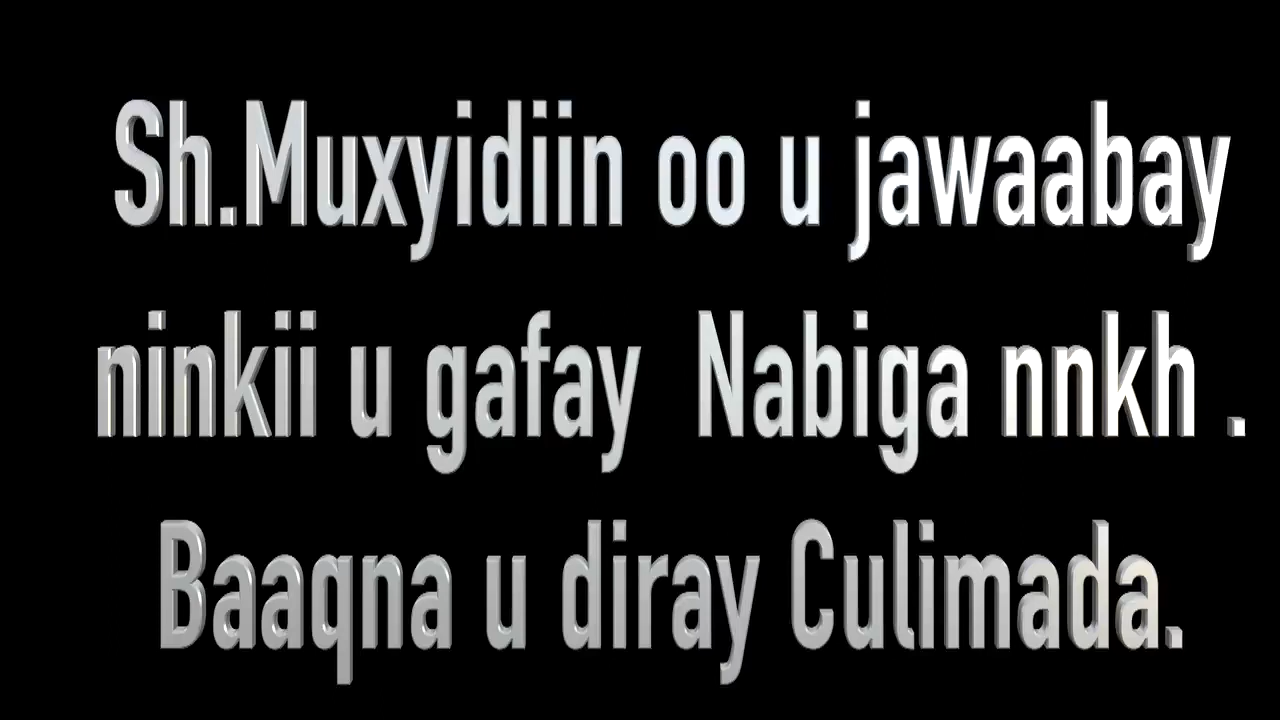 Sh.Muxyidiin oo u jawaabay
ninkii u gafay Nabiga nnkh .
Baaqna u diray Culimada.